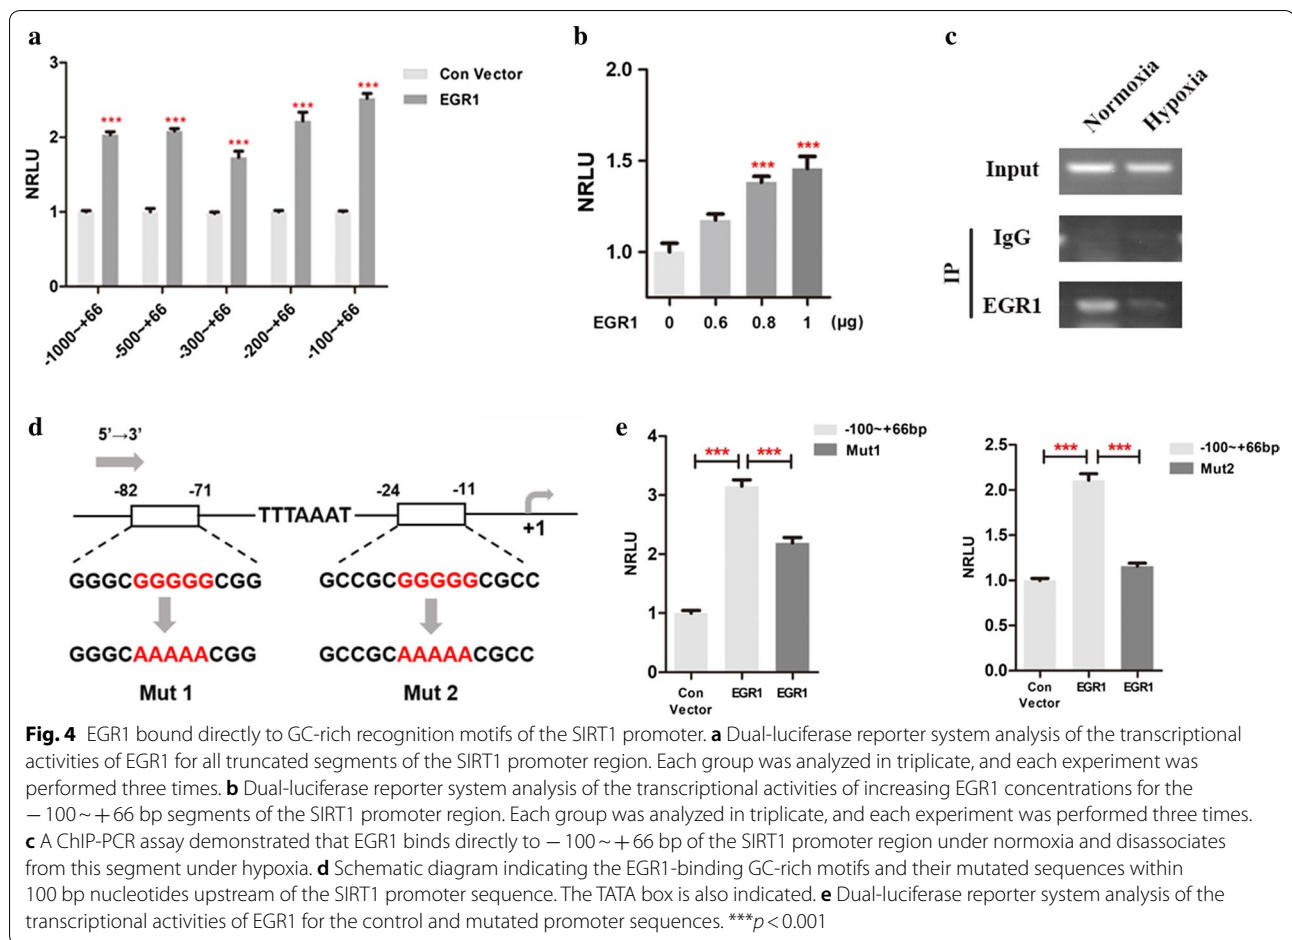 a
3
2
1
0
NRLU
Con Vector
EGR1
***
***
***
***
***
-1000~+66
-500~+66
-300~+66
-200~+66
-100~+66
b
2.0
1.5
1.0
NRLU
***
***
EGR1 0 0.6 0.8 1 (μg)
c
Normoxia
Hypoxia
Input
IgG
EGR1
IP
d
5'→3'
-82 -71 -24 -11
TTTAAAT
+1
GGGCGGGGGCGG GCCGCGGGGGCGCC
GGGCAAAAACGG GCCGCAAAAACGCC
Mut 1 Mut 2
e
4
3
2
1
0
NRLU
-100~+66bp
Mut1
*** ***
Con Vector
EGR1
EGR1
2.5
2.0
1.5
1.0
0.5
0.0
NRLU
-100~+66bp
Mut2
*** ***
Con Vector
EGR1
EGR1
Fig. 4 EGR1 bound directly to GC-rich recognition motifs of the SIRT1 promoter. a Dual-luciferase reporter system analysis of the transcriptional
activities of EGR1 for all truncated segments of the SIRT1 promoter region. Each group was analyzed in triplicate, and each experiment was
performed three times. b Dual-luciferase reporter system analysis of the transcriptional activities of increasing EGR1 concentrations for the
− 100 ~ + 66 bp segments of the SIRT1 promoter region. Each group was analyzed in triplicate, and each experiment was performed three times.
c A ChIP-PCR assay demonstrated that EGR1 binds directly to − 100 ~ + 66 bp of the SIRT1 promoter region under normoxia and disassociates
from this segment under hypoxia. d Schematic diagram indicating the EGR1-binding GC-rich motifs and their mutated sequences within
100 bp nucleotides upstream of the SIRT1 promoter sequence. The TATA box is also indicated. e Dual-luciferase reporter system analysis of the
transcriptional activities of EGR1 for the control and mutated promoter sequences. ***p < 0.001